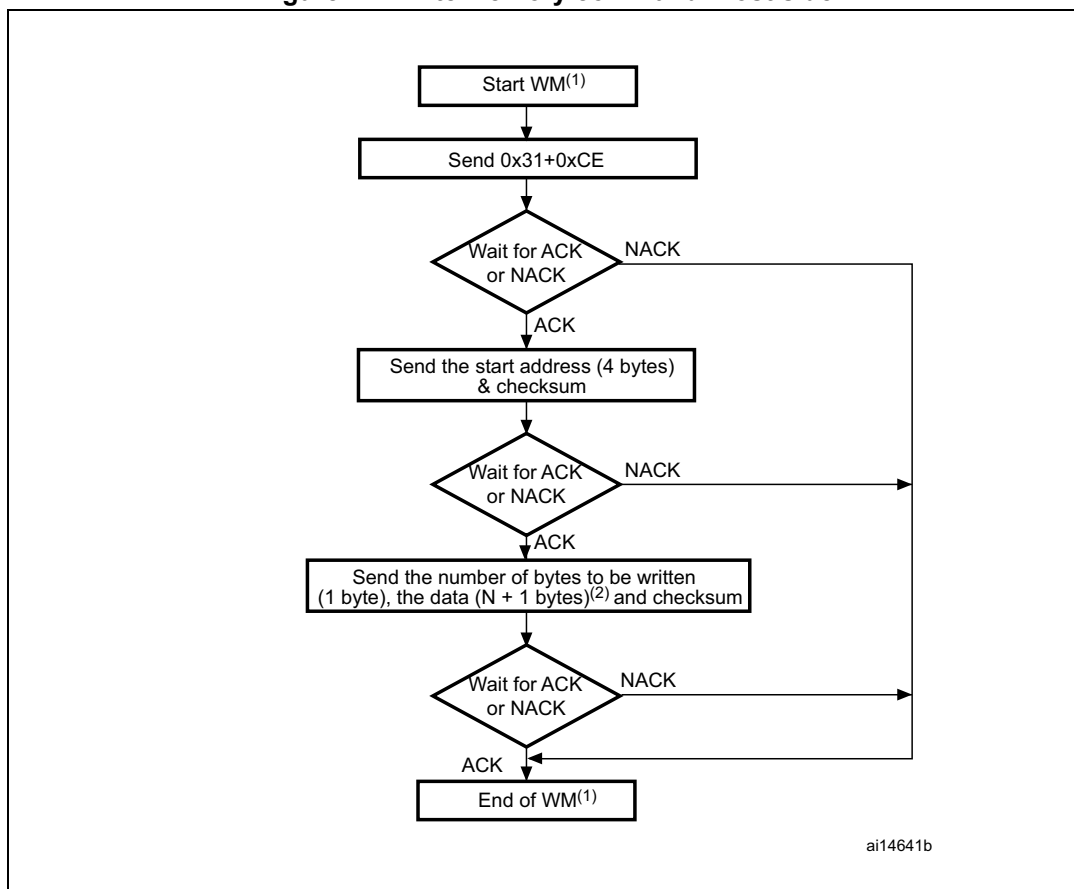 Start WM(1)
Send 0x31+0xCE
Wait for ACK
or NACK
NACK
ACK
Send the start address (4 bytes)
& checksum
Wait for ACK
or NACK
NACK
ACK
Send the number of bytes to be written
(1 byte), the data (N + 1 bytes)(2) and checksum
Wait for ACK
or NACK
NACK
ACK
End of WM(1)
ai14641b